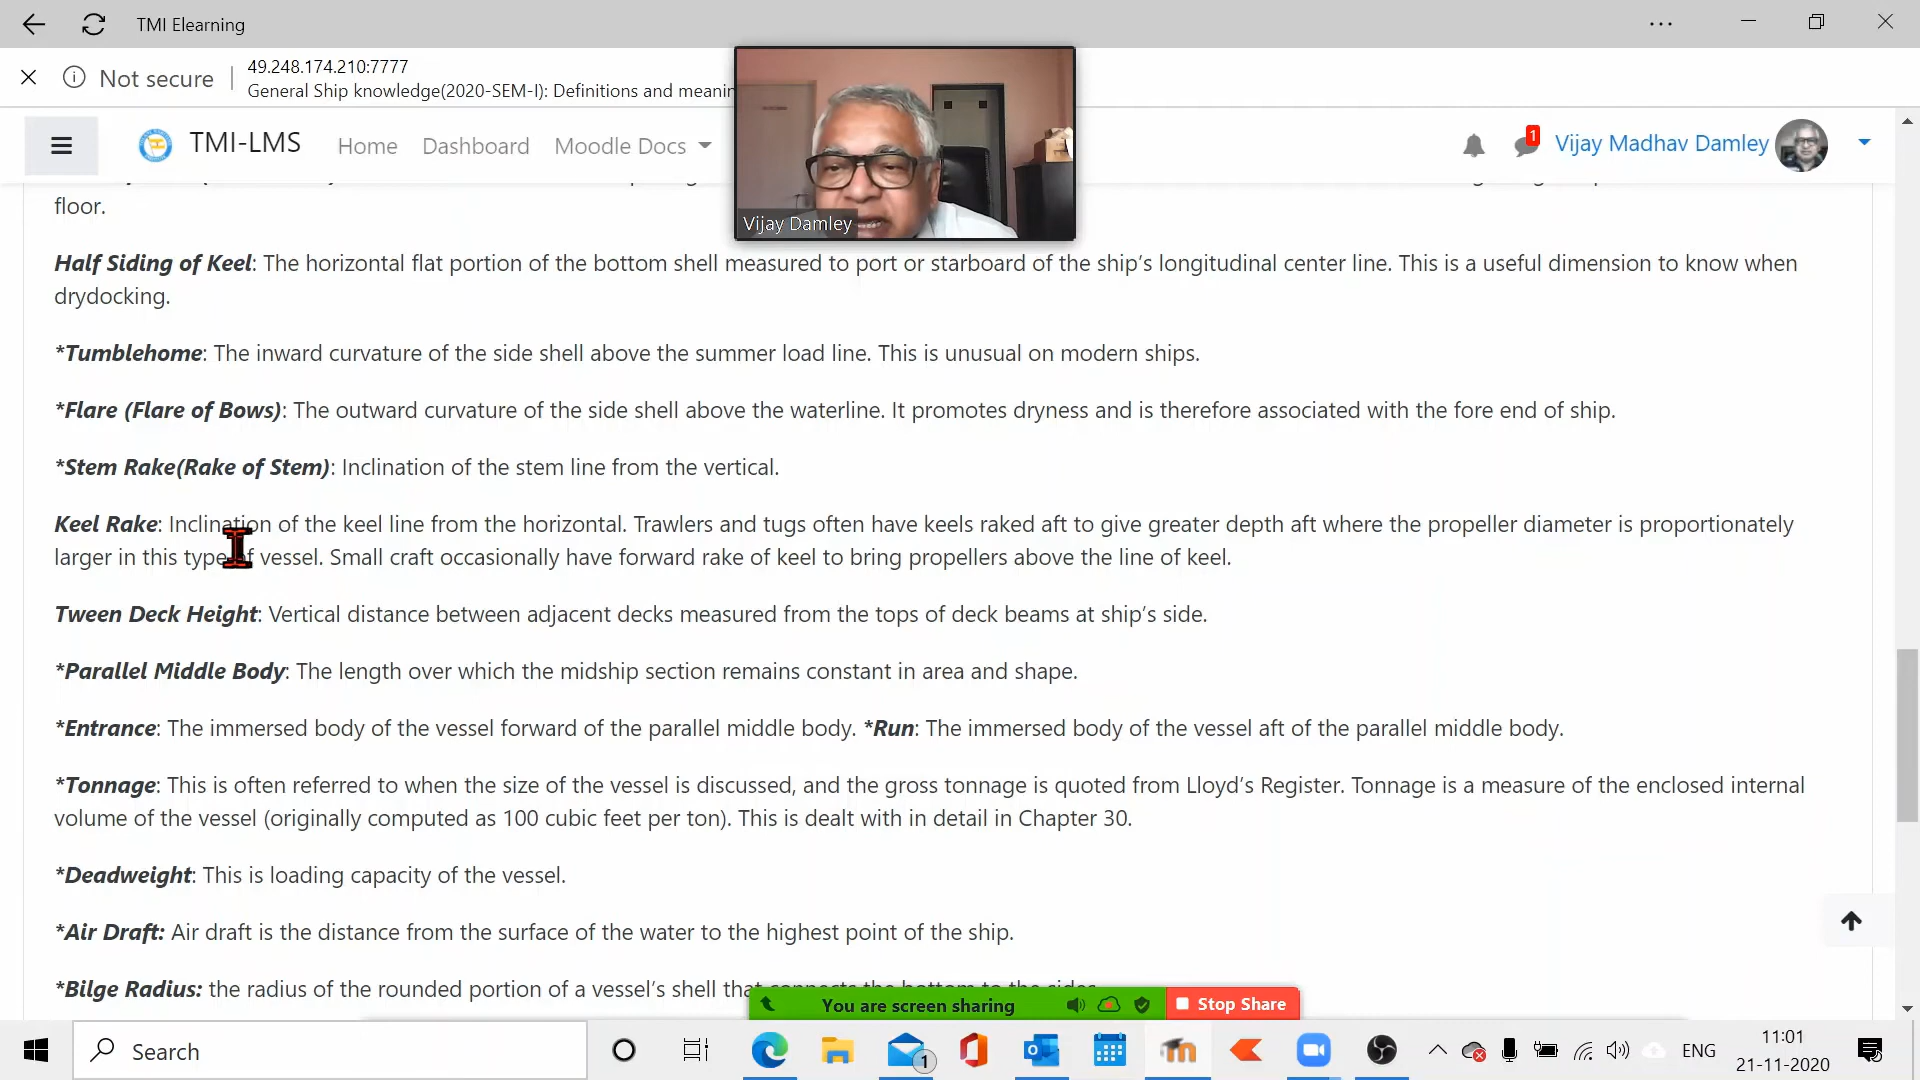 TMI Elearning
Not secure
49.248.174.210:7777
General Ship knowledge(2020-SEM-I): Definitions and
TMI-LMS Home Dashboard Moodle Docs
1
Vijay Madhav Damley
Vijay Damley
floor.
Half Siding of Keel: The horizontal flat portion of the bottom shell measured to port or starboard of the ship’s longitudinal center line. This is a useful dimension to know when
drydocking.
*Tumblehome: The inward curvature of the side shell above the summer load line. This is unusual on modern ships.
*Flare (Flare of Bows): The outward curvature of the side shell above the waterline. It promotes dryness and is therefore associated with the fore end of ship.
*Stem Rake(Rake of Stem): Inclination of the stem line from the vertical.
Keel Rake: Inclination of the keel line from the horizontal. Trawlers and tugs often have keels raked aft to give greater depth aft where the propeller diameter is proportionately
larger in this type of vessel. Small craft occasionally have forward rake of keel to bring propellers above the line of keel.
Tween Deck Height: Vertical distance between adjacent decks measured from the tops of deck beams at ship’s side.
*Parallel Middle Body: The length over which the midship section remains constant in area and shape.
*Entrance: The immersed body of the vessel forward of the parallel middle body. *Run: The immersed body of the vessel aft of the parallel middle body.
*Tonnage: This is often referred to when the size of the vessel is discussed, and the gross tonnage is quoted from Lloyd’s Register. Tonnage is a measure of the enclosed internal
volume of the vessel (originally computed as 100 cubic feet per ton). This is dealt with in detail in Chapter 30.
*Deadweight: This is loading capacity of the vessel.
*Air Draft: Air draft is the distance from the surface of the water to the highest point of the ship.
*Bilge Radius: the radius of the rounded portion of a vessel’s shell that connects the bottom to the sides.
You are screen sharing
Stop Share
Search
1
ENG
11:01
21-11-2020